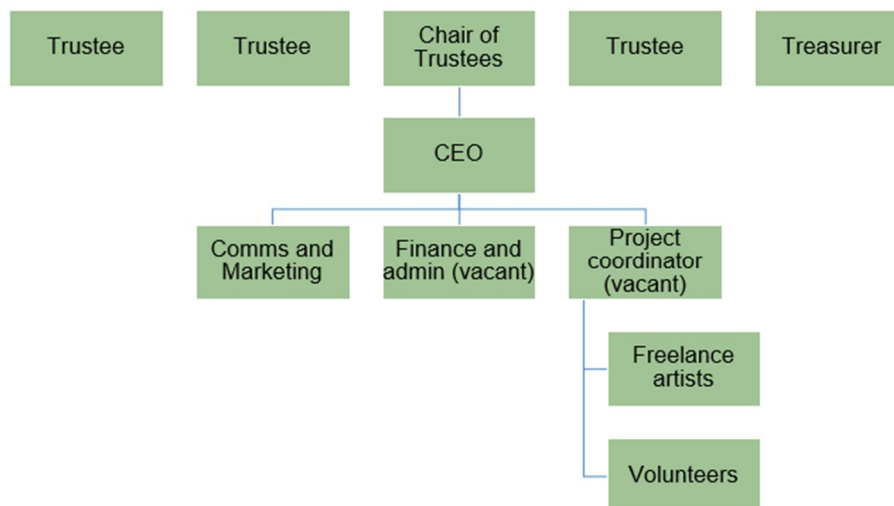 Trustee
Trustee
Chair of
Trustees
Trustee
Treasurer
CEO
Comms and
Marketing
Finance and
admin (vacant)
Project
coordinator
(vacant)
Freelance
artists
Volunteers